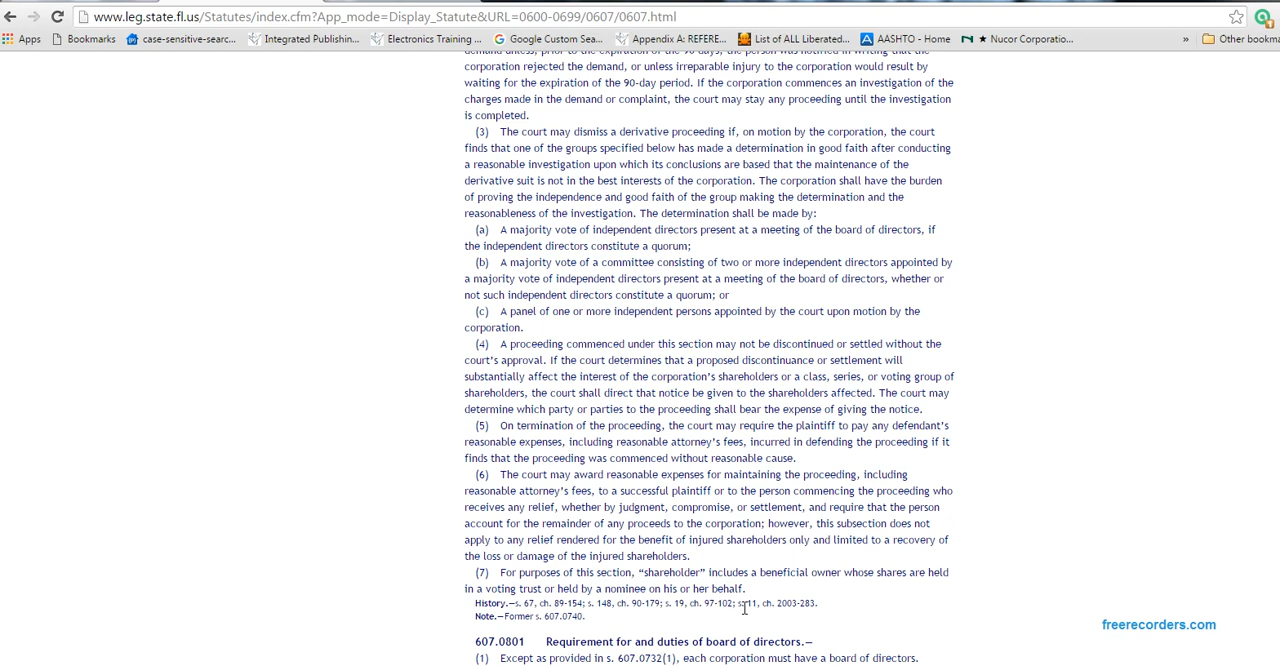 www.leg.state.fl.us/Statutes/index.cfm?App_mode=Display_Statute&URL=0600-0699/0607/0607.html
Apps Bookmarks case-sensitive-searc... Integrated Publishin... Electronics Training ... Google Custom Sea... Appendix A: REFERE... List of ALL Liberated... AASHTO - Home ★ Nucor Corporatio... » Other bookma
demand unless, prior to the expiration of the 90 days, the person was notified in writing that the
corporation rejected the demand, or unless irreparable injury to the corporation would result by
waiting for the expiration of the 90-day period. If the corporation commences an investigation of the
charges made in the demand or complaint, the court may stay any proceeding until the investigation
is completed.
(3) The court may dismiss a derivative proceeding if, on motion by the corporation, the court
finds that one of the groups specified below has made a determination in good faith after conducting
a reasonable investigation upon which its conclusions are based that the maintenance of the
derivative suit is not in the best interests of the corporation. The corporation shall have the burden
of proving the independence and good faith of the group making the determination and the
reasonableness of the investigation. The determination shall be made by:
(a) A majority vote of independent directors present at a meeting of the board of directors, if
the independent directors constitute a quorum;
(b) A majority vote of a committee consisting of two or more independent directors appointed by
a majority vote of independent directors present at a meeting of the board of directors, whether or
not such independent directors constitute a quorum; or
(c) A panel of one or more independent persons appointed by the court upon motion by the
corporation.
(4) A proceeding commenced under this section may not be discontinued or settled without the
court's approval. If the court determines that a proposed discontinuance or settlement will
substantially affect the interest of the corporation's shareholders or a class, series, or voting group of
shareholders, the court shall direct that notice be given to the shareholders affected. The court may
determine which party or parties to the proceeding shall bear the expense of giving the notice.
(5) On termination of the proceeding, the court may require the plaintiff to pay any defendant's
reasonable expenses, including reasonable attorney's fees, incurred in defending the proceeding if it
finds that the proceeding was commenced without reasonable cause.
(6) The court may award reasonable expenses for maintaining the proceeding, including
reasonable attorney's fees, to a successful plaintiff or to the person commencing the proceeding who
receives any relief, whether by judgment, compromise, or settlement, and require that the person
account for the remainder of any proceeds to the corporation; however, this subsection does not
apply to any relief rendered for the benefit of injured shareholders only and limited to a recovery of
the loss or damage of the injured shareholders.
(7) For purposes of this section, “shareholder” includes a beneficial owner whose shares are held
in a voting trust or held by a nominee on his or her behalf.
History.—s. 67, ch. 89-154; s. 148, ch. 90-179; s. 19, ch. 97-102; s. 11, ch. 2003-283.
Note.—Former s. 607.0740.
freerecorders.com
607.0801 Requirement for and duties of board of directors.—
(1) Except as provided in s. 607.0732(1), each corporation must have a board of directors.